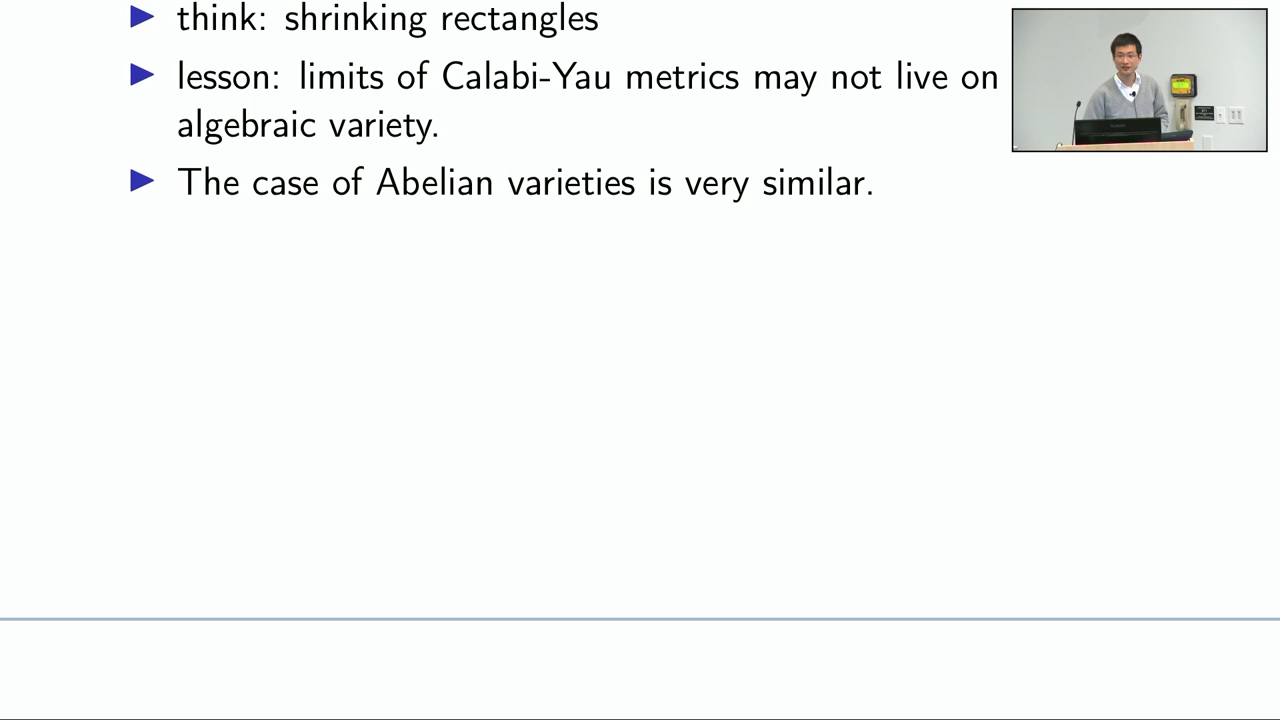 think: shrinking rectangles
lesson: limits of Calabi-Yau metrics may not live on
algebraic variety.
The case of Abelian varieties is very similar.